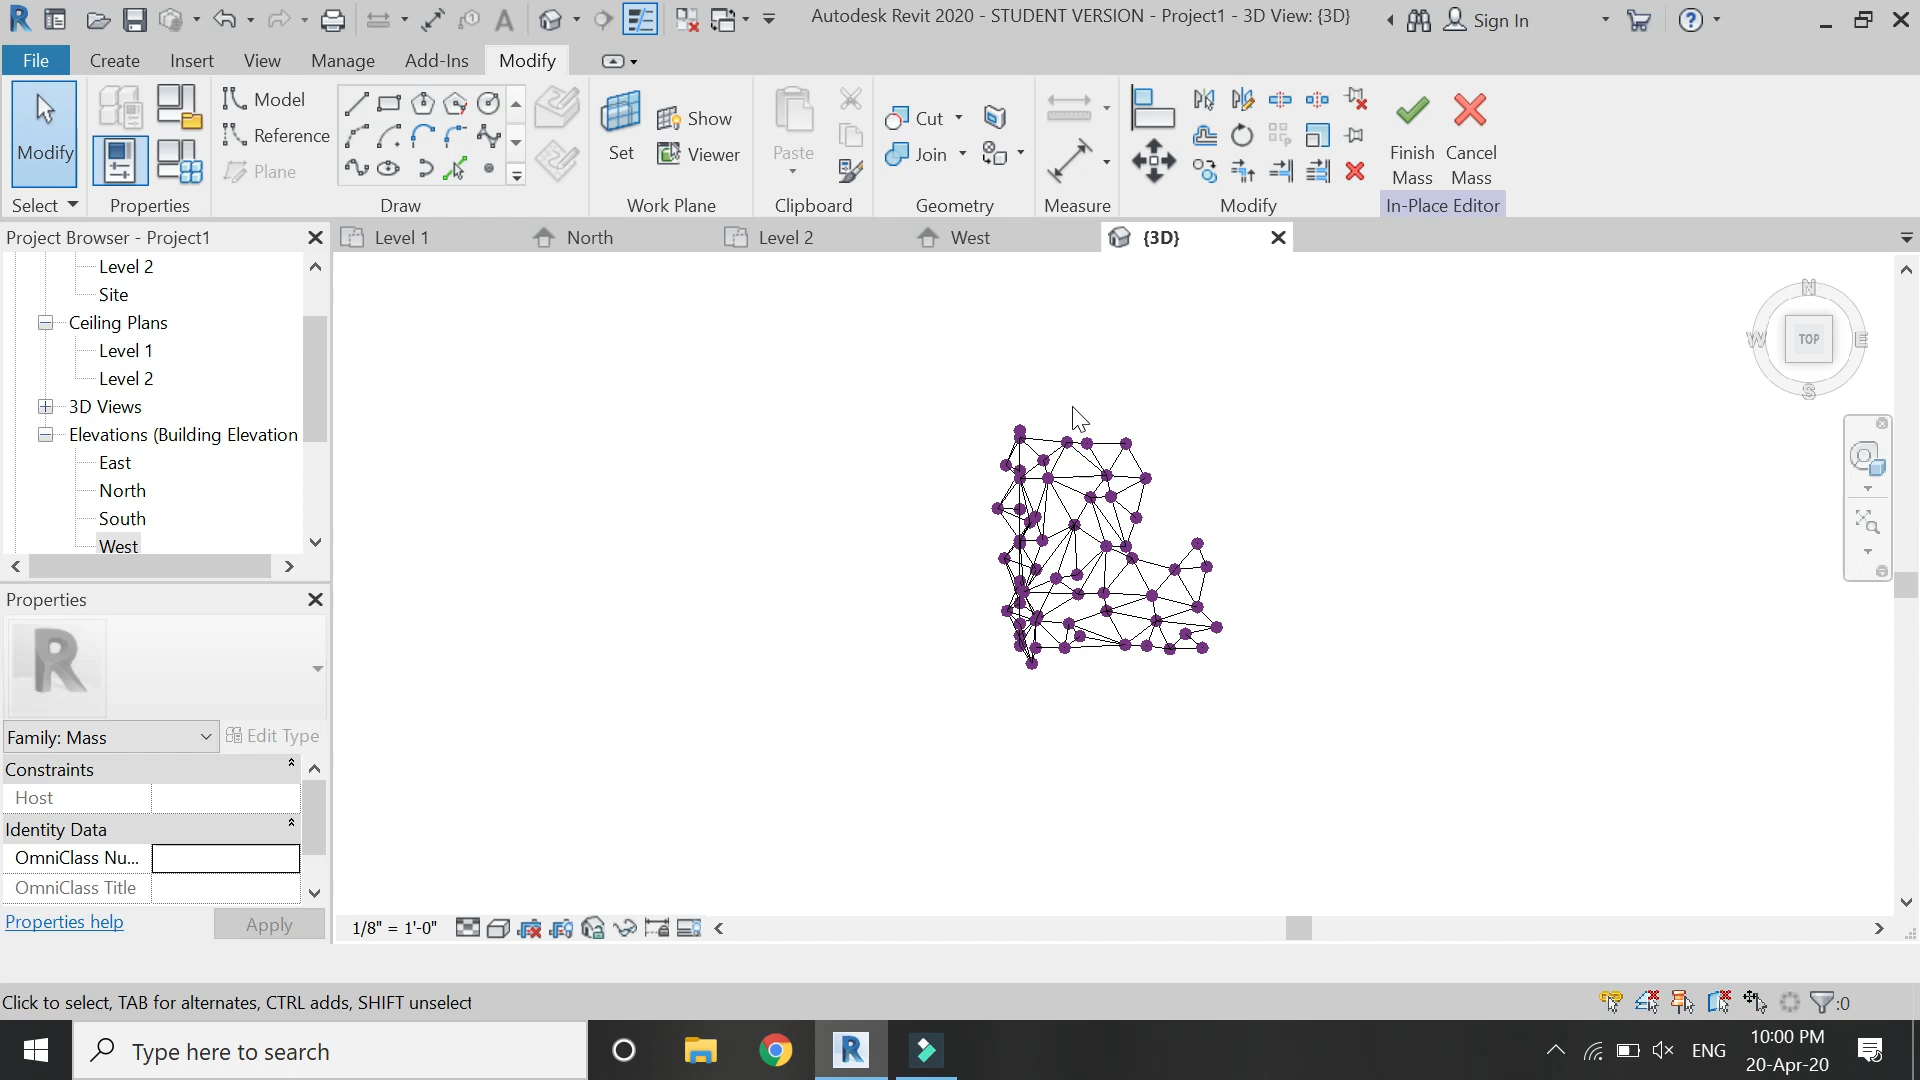 Autodesk Revit 2020 - STUDENT VERSION - Project1 - 3D View: {3D}
Sign In
File
Create
Insert
View
Manage
Add-Ins
Modify
Modify
Select
Properties
Model
Reference
Plane
Draw
Set
Show
Viewer
Work Plane
Paste
Clipboard
Cut
Join
Geometry
Measure
Modify
Finish
Mass
Cancel
Mass
In-Place Editor
Project Browser - Project1
Level 1
North
Level 2
West
{3D}
Level 2
Site
Ceiling Plans
Level 1
Level 2
3D Views
Elevations (Building Elevation
East
North
South
West
N
W
TOP
E
S
Properties
R
Family: Mass
Edit Type
Constraints
Host
Identity Data
OmniClass Nu...
OmniClass Title
Properties help
Apply
1/8" = 1'-0"
Click to select, TAB for alternates, CTRL adds, SHIFT unselect
:0
Type here to search
ENG
10:00 PM
20-Apr-20